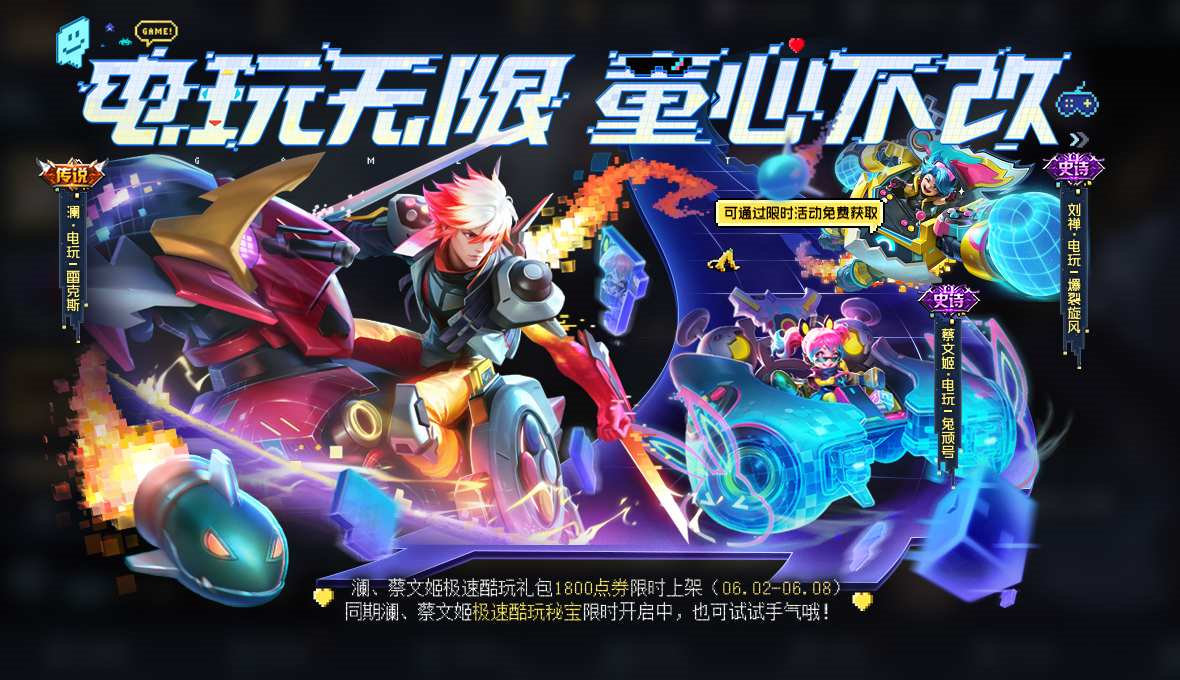 GAME!
电玩无限 童心不改
传说
澜·电玩-雷克斯
史诗
刘禅·电玩-爆裂旋风
可通过限时活动免费获取
史诗
蔡文姬·电玩-兔顽号
澜、蔡文姬极速酷玩礼包1800点券限时上架（06.02-06.08）
同期澜、蔡文姬极速酷玩秘宝限时开启中，也可试试手气哦！